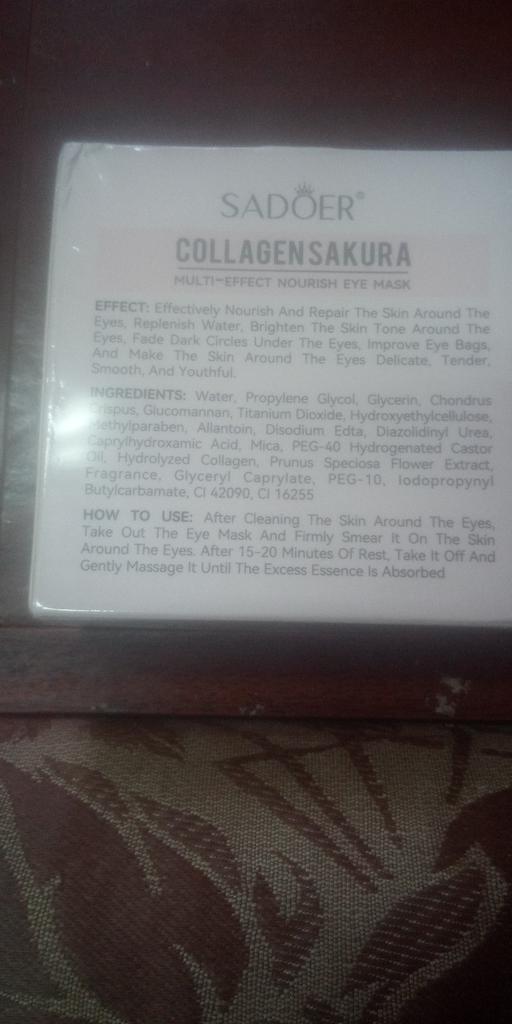 SADOER®
COLLAGENSAKURA
MULTI-EFFECT NOURISH EYE MASK
EFFECT: Effectively Nourish And Repair The Skin Around The
Eyes, Replenish Water, Brighten The Skin Tone Around The
Eyes, Fade Dark Circles Under The Eyes, Improve Eye Bags,
And Make The Skin Around The Eyes Delicate, Tender,
Smooth, And Youthful.
INGREDIENTS: Water, Propylene Glycol, Glycerin, Chondrus
Crispus, Glucomannan, Titanium Dioxide, Hydroxyethylcellulose,
Methylparaben, Allantoin, Disodium Edta, Diazolidinyl Urea,
Caprylhydroxamic Acid, Mica, PEG-40 Hydrogenated Castor
Oil, Hydrolyzed Collagen, Prunus Speciosa Flower Extract,
Fragrance, Glyceryl Caprylate, PEG-10, Iodopropynyl
Butylcarbamate, CI 42090, CI 16255
HOW TO USE: After Cleaning The Skin Around The Eyes,
Take Out The Eye Mask And Firmly Smear It On The Skin
Around The Eyes. After 15-20 Minutes Of Rest, Take It Off And
Gently Massage It Until The Excess Essence Is Absorbed